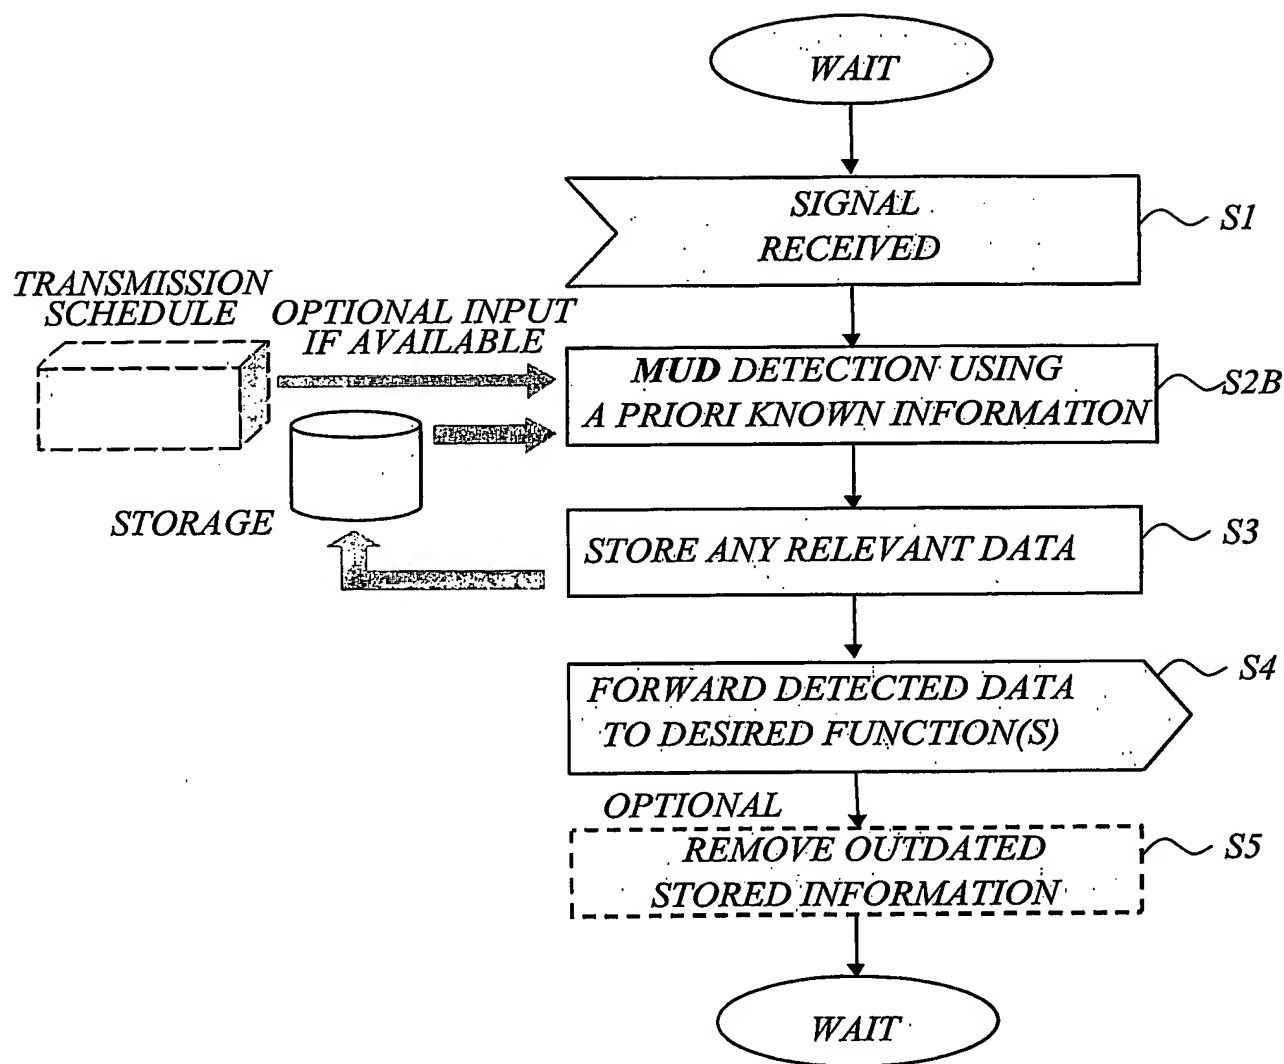 WAIT
SIGNAL
RECEIVED
S1
TRANSMISSION
SCHEDULE
OPTIONAL INPUT
IF AVAILABLE
MUD DETECTION USING
A PRIORI KNOWN INFORMATION
S2B
STORAGE
STORE ANY RELEVANT DATA
S3
FORWARD DETECTED DATA
TO DESIRED FUNCTION(S)
S4
OPTIONAL
REMOVE OUTDATED
STORED INFORMATION
S5
WAIT